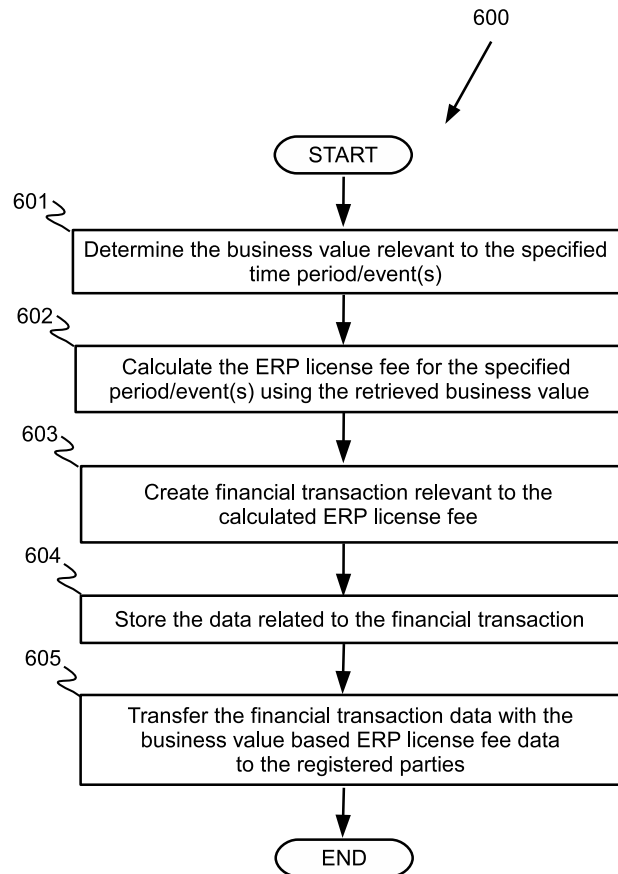 600
START
601
Determine the business value relevant to the specified
time period/event(s)
602
Calculate the ERP license fee for the specified
period/event(s) using the retrieved business value
603
Create financial transaction relevant to the
calculated ERP license fee
604
Store the data related to the financial transaction
605
Transfer the financial transaction data with the
business value based ERP license fee data
to the registered parties
END